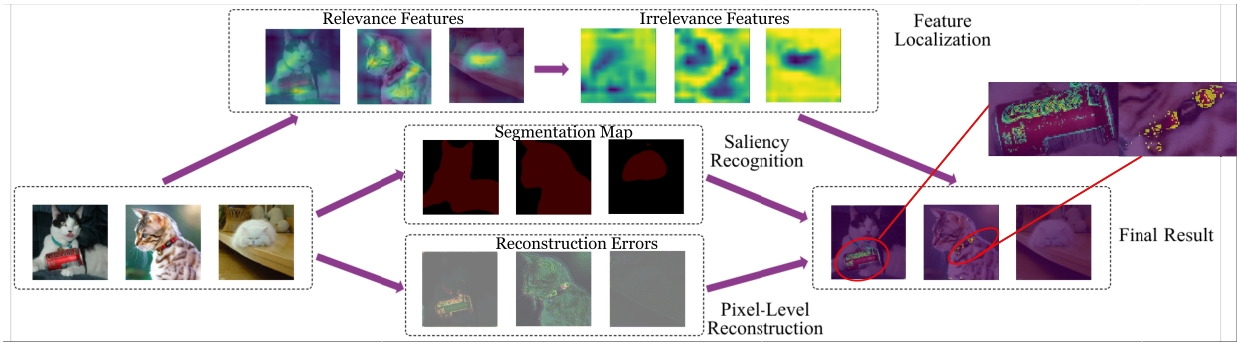 Relevance Features
Irrelevance Features
Feature
Localization
Segmentation Map
Saliency
Recognition
Reconstruction Errors
Pixel-Level
Reconstruction
Final Result